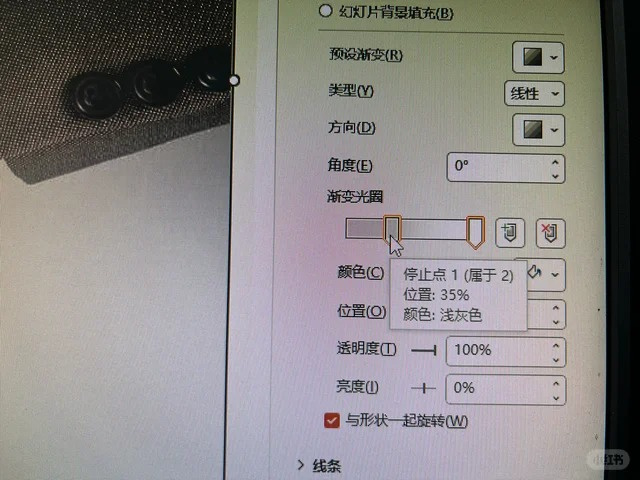 幻灯片背景填充(B)
预设渐变(R)
类型(Y)
线性
方向(D)
角度(E)
0°
渐变光圈
颜色(C)
停止点 1 (属于 2)
位置: 35%
颜色: 浅灰色
位置(O)
透明度(T)
100%
亮度(I)
0%
与形状一起旋转(W)
线条
小红书